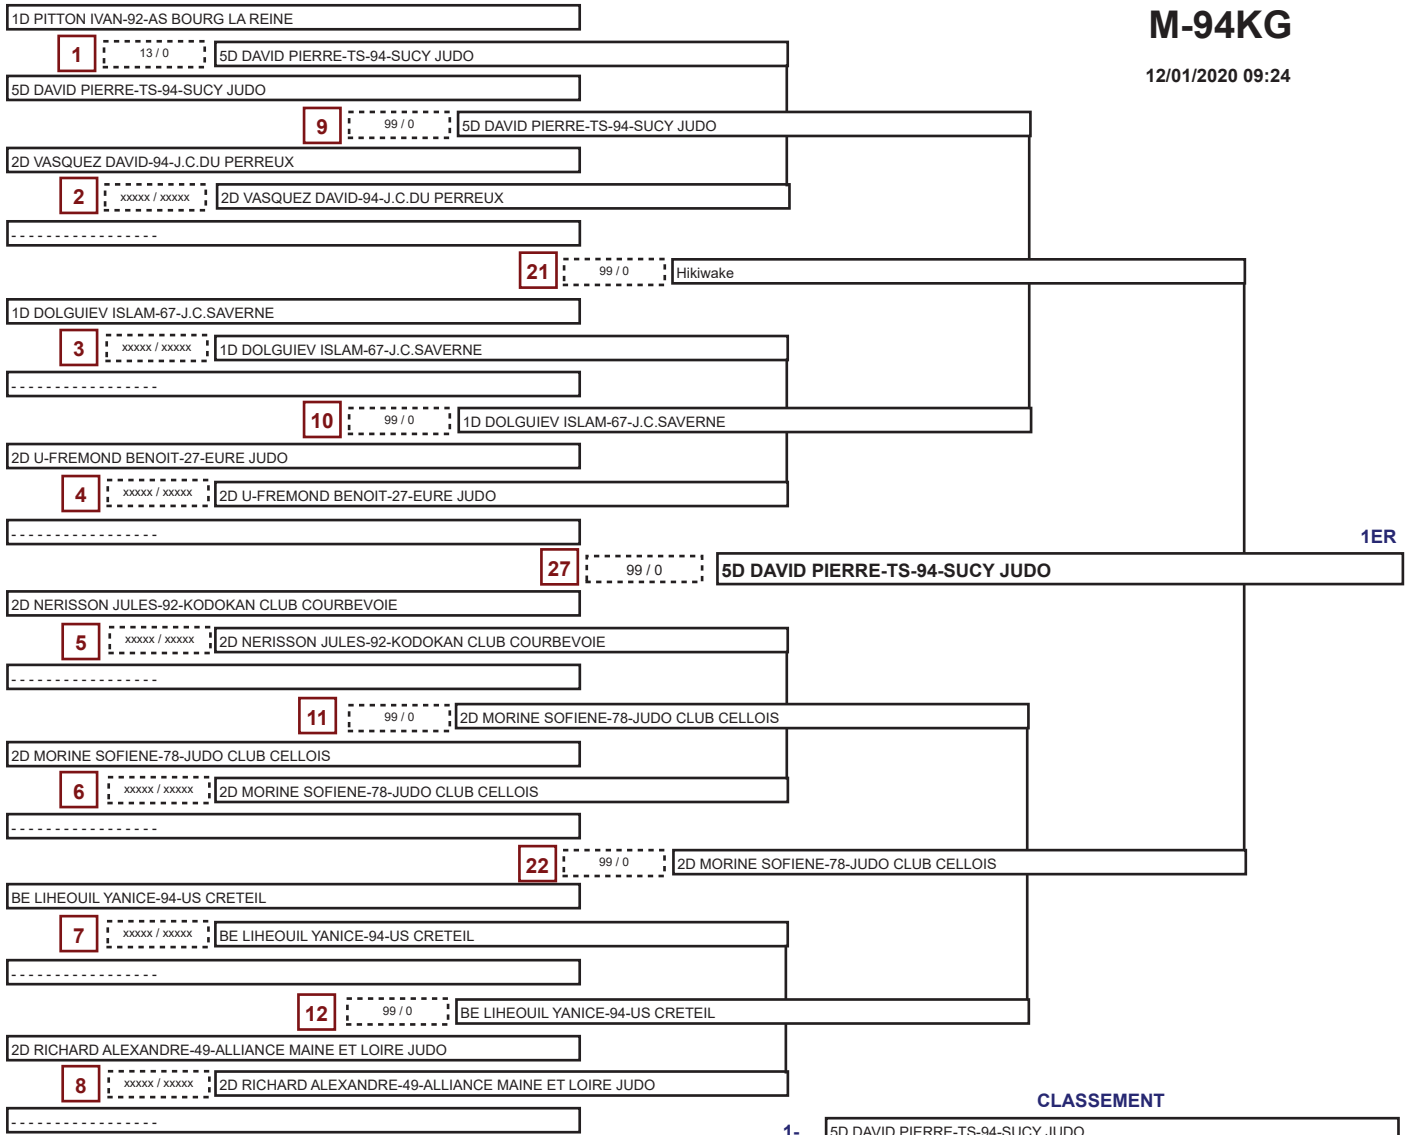 1D PITTON IVAN-92-AS BOURG LA REINE
M-94KG
1 13 / 0 5D DAVID PIERRE-TS-94-SUCY JUDO
12/01/2020 09:24
5D DAVID PIERRE-TS-94-SUCY JUDO
9 99 / 0 5D DAVID PIERRE-TS-94-SUCY JUDO
2D VASQUEZ DAVID-94-J.C.DU PERREUX
2 xxxxx / xxxxx 2D VASQUEZ DAVID-94-J.C.DU PERREUX
- - - - - - - - - - - - - - - - -
21 99 / 0 Hikiwake
1D DOLGUIEV ISLAM-67-J.C.SAVERNE
3 xxxxx / xxxxx 1D DOLGUIEV ISLAM-67-J.C.SAVERNE
- - - - - - - - - - - - - - - - -
10 99 / 0 1D DOLGUIEV ISLAM-67-J.C.SAVERNE
2D U-FREMOND BENOIT-27-EURE JUDO
4 xxxxx / xxxxx 2D U-FREMOND BENOIT-27-EURE JUDO
- - - - - - - - - - - - - - - - -
1ER
27 99 / 0 5D DAVID PIERRE-TS-94-SUCY JUDO
2D NERISSON JULES-92-KODOKAN CLUB COURBEVOIE
5 xxxxx / xxxxx 2D NERISSON JULES-92-KODOKAN CLUB COURBEVOIE
- - - - - - - - - - - - - - - - -
11 99 / 0 2D MORINE SOFIENE-78-JUDO CLUB CELLOIS
2D MORINE SOFIENE-78-JUDO CLUB CELLOIS
6 xxxxx / xxxxx 2D MORINE SOFIENE-78-JUDO CLUB CELLOIS
- - - - - - - - - - - - - - - - -
22 99 / 0 2D MORINE SOFIENE-78-JUDO CLUB CELLOIS
BE LIHEOUIL YANICE-94-US CRETEIL
7 xxxxx / xxxxx BE LIHEOUIL YANICE-94-US CRETEIL
- - - - - - - - - - - - - - - - -
12 99 / 0 BE LIHEOUIL YANICE-94-US CRETEIL
2D RICHARD ALEXANDRE-49-ALLIANCE MAINE ET LOIRE JUDO
8 xxxxx / xxxxx 2D RICHARD ALEXANDRE-49-ALLIANCE MAINE ET LOIRE JUDO
CLASSEMENT
- - - - - - - - - - - - - - - - -
1- 5D DAVID PIERRE-TS-94-SUCY JUDO